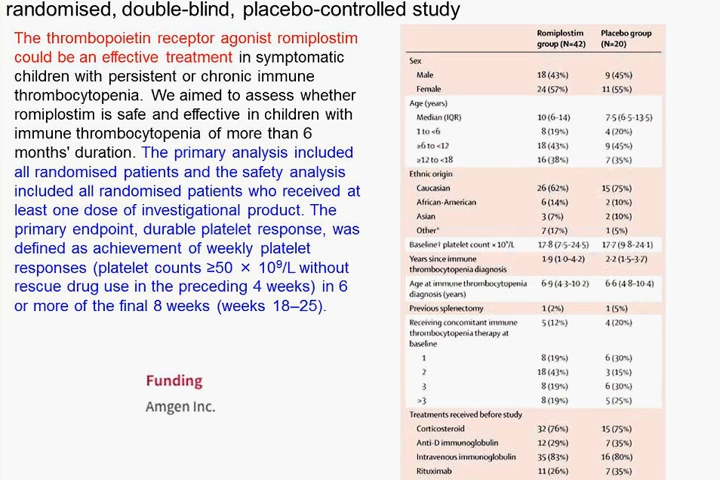 randomised, double-blind, placebo-controlled study
The thrombopoietin receptor agonist romiplostim
could be an effective treatment in symptomatic
children with persistent or chronic immune
thrombocytopenia. We aimed to assess whether
romiplostim is safe and effective in children with
immune thrombocytopenia of more than 6
months' duration. The primary analysis included
all randomised patients and the safety analysis
included all randomised patients who received at
least one dose of investigational product. The
primary endpoint, durable platelet response, was
defined as achievement of weekly platelet
responses (platelet counts ≥50 × 10⁹/L without
rescue drug use in the preceding 4 weeks) in 6
or more of the final 8 weeks (weeks 18–25).
Funding
Amgen Inc.
Romiplostim Placebo group
group (N=42) (N=20)
Sex
Male 18 (43%) 9 (45%)
Female 24 (57%) 11 (55%)
Age (years)
Median (IQR) 10 (6-14) 7·5 (6·5-13·5)
1 to <6 8 (19%) 4 (20%)
≥6 to <12 18 (43%) 9 (45%)
≥12 to <18 16 (38%) 7 (35%)
Ethnic origin
Caucasian 26 (62%) 15 (75%)
African-American 6 (14%) 2 (10%)
Asian 3 (7%) 2 (10%)
Other* 7 (17%) 1 (5%)
Baseline† platelet count × 10⁹/L 17·8 (7·5-24·5) 17·7 (9·8-24·1)
Years since immune 1·9 (1·0-4·2) 2·2 (1·5-3·7)
thrombocytopenia diagnosis
Age at immune thrombocytopenia 6·9 (4·3-10·2) 6·6 (4·8-10·4)
diagnosis (years)
Previous splenectomy 1 (2%) 1 (5%)
Receiving concomitant immune 5 (12%) 4 (20%)
thrombocytopenia therapy at
baseline
1 8 (19%) 6 (30%)
2 18 (43%) 3 (15%)
3 8 (19%) 6 (30%)
>3 8 (19%) 5 (25%)
Treatments received before study
Corticosteroid 32 (76%) 15 (75%)
Anti-D immunoglobulin 12 (29%) 7 (35%)
Intravenous immunoglobulin 35 (83%) 16 (80%)
Rituximab 11 (26%) 7 (35%)